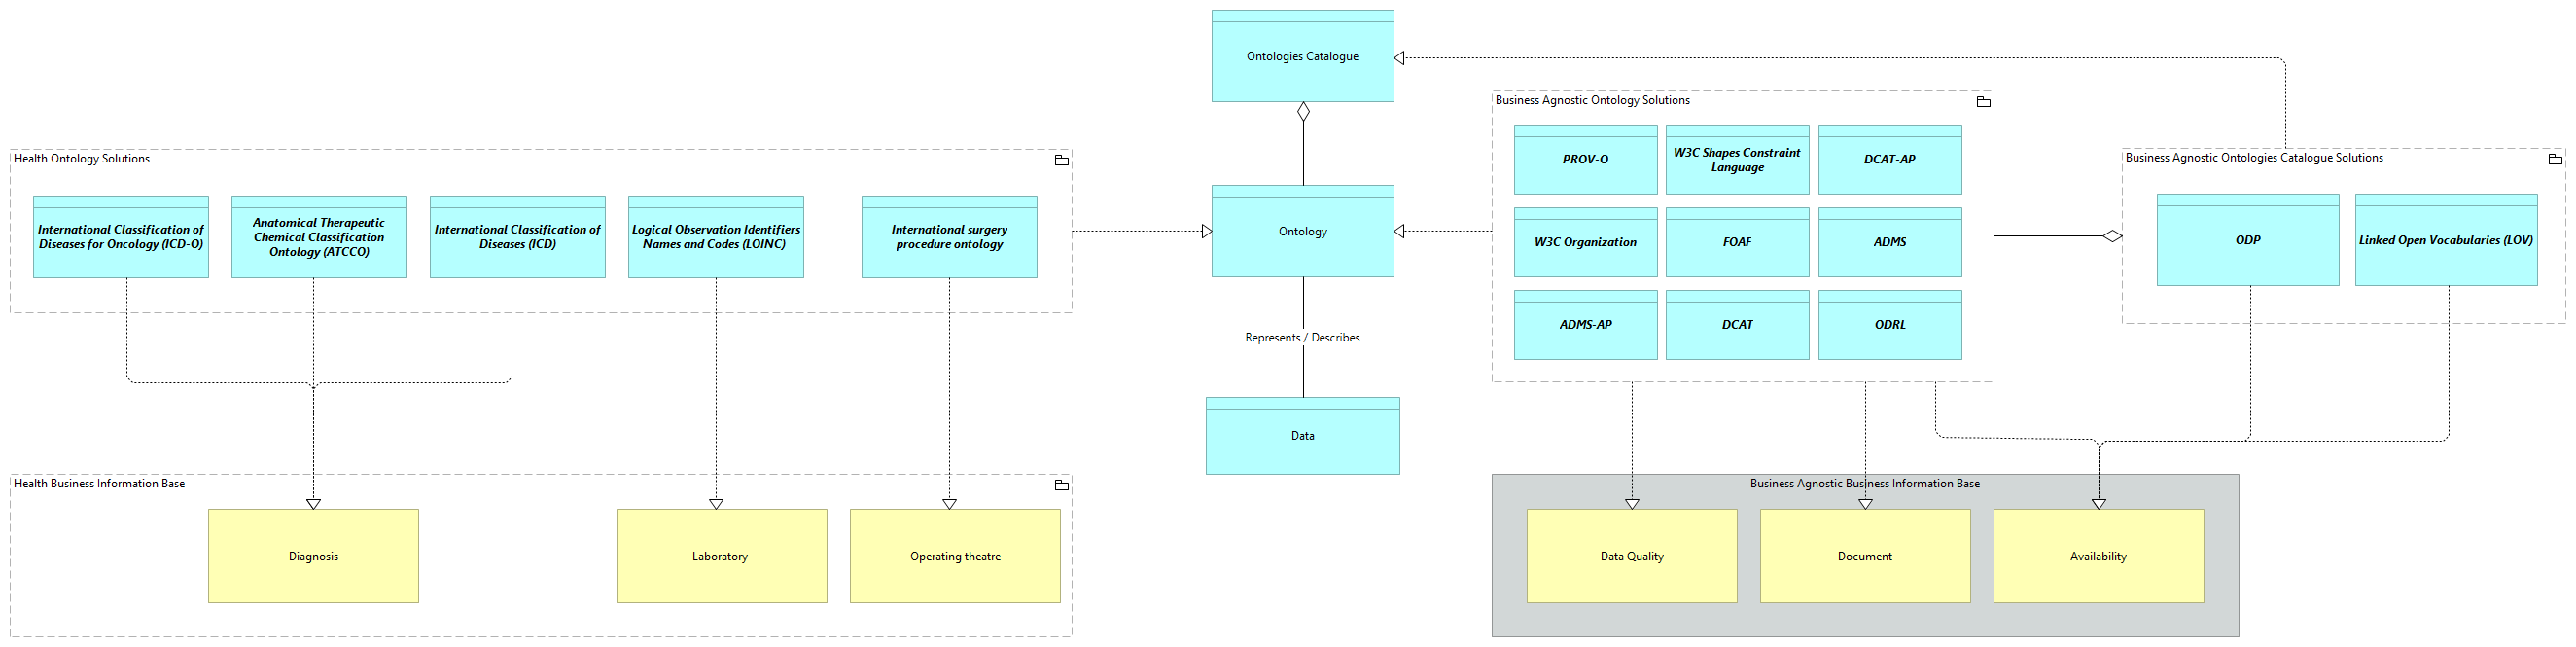 Ontologies Catalogue
Business Agnostic Ontology Solutions
PROV-O
W3C Shapes Constraint
Language
DCAT-AP
W3C Organization
FOAF
ADMS
ADMS-AP
DCAT
ODRL
Business Agnostic Ontologies Catalogue Solutions
ODP
Linked Open Vocabularies (LOV)
Health Ontology Solutions
International Classification of
Diseases for Oncology (ICD-O)
Anatomical Therapeutic
Chemical Classification
Ontology (ATCCO)
International Classification of
Diseases (ICD)
Logical Observation Identifiers
Names and Codes (LOINC)
International surgery
procedure ontology
Ontology
Represents / Describes
Data
Health Business Information Base
Diagnosis
Laboratory
Operating theatre
Business Agnostic Business Information Base
Data Quality
Document
Availability